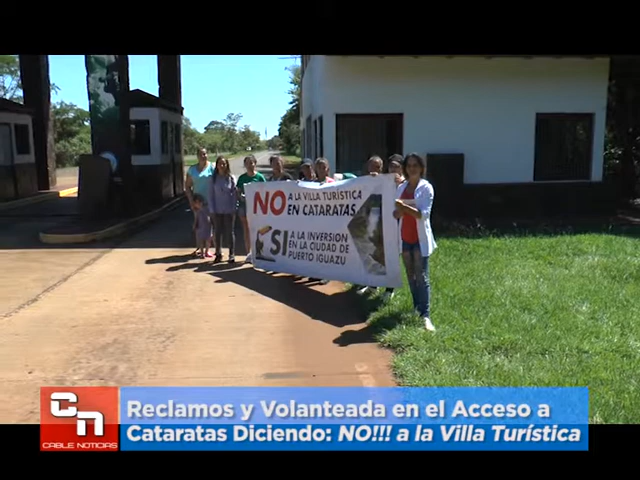 NO A LA VILLA TURÍSTICA
EN CATARATAS
SI A LA INVERSION
EN LA CIUDAD DE
PUERTO IGUAZU
CN
CABLE NOTICIAS
Reclamos y Volanteada en el Acceso a
Cataratas Diciendo: NO!!! a la Villa Turística